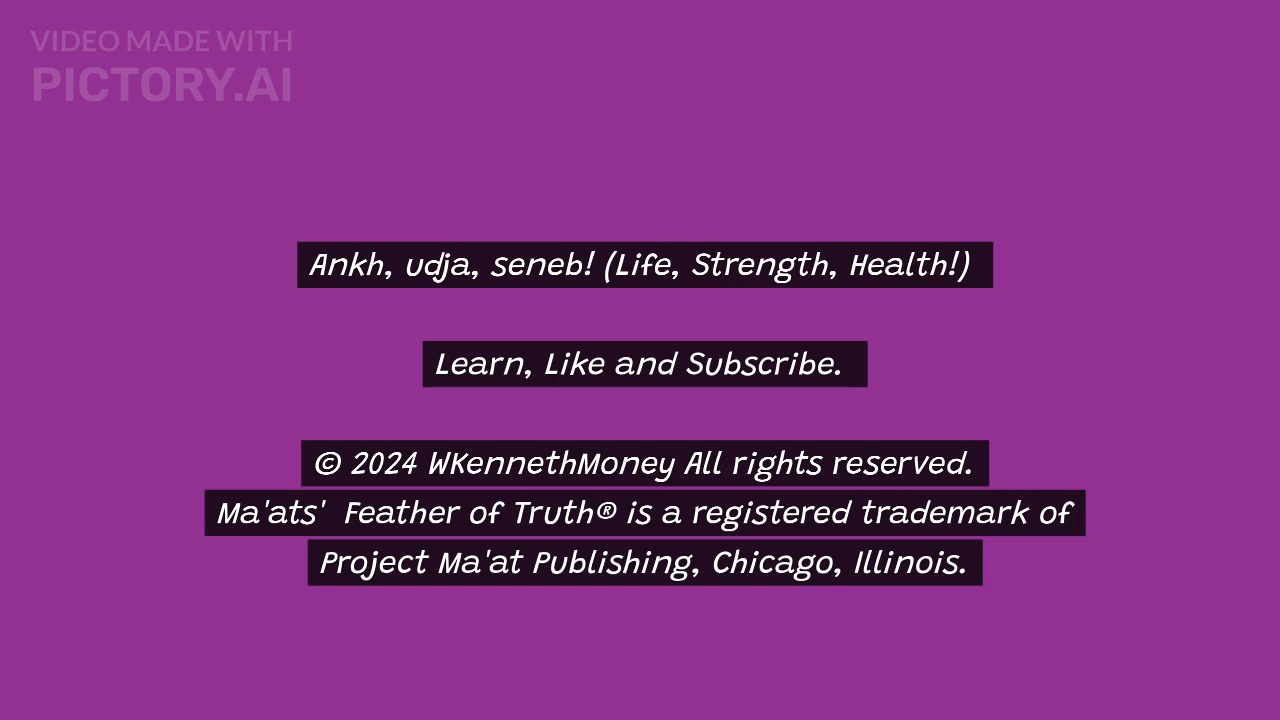 VIDEO MADE WITH
PICTORY.AI
Ankh, udja, seneb! (Life, Strength, Health!)
Learn, Like and Subscribe.
© 2024 WKennethMoney All rights reserved.
Ma'ats'  Feather of Truth® is a registered trademark of
Project Ma'at Publishing, Chicago, Illinois.